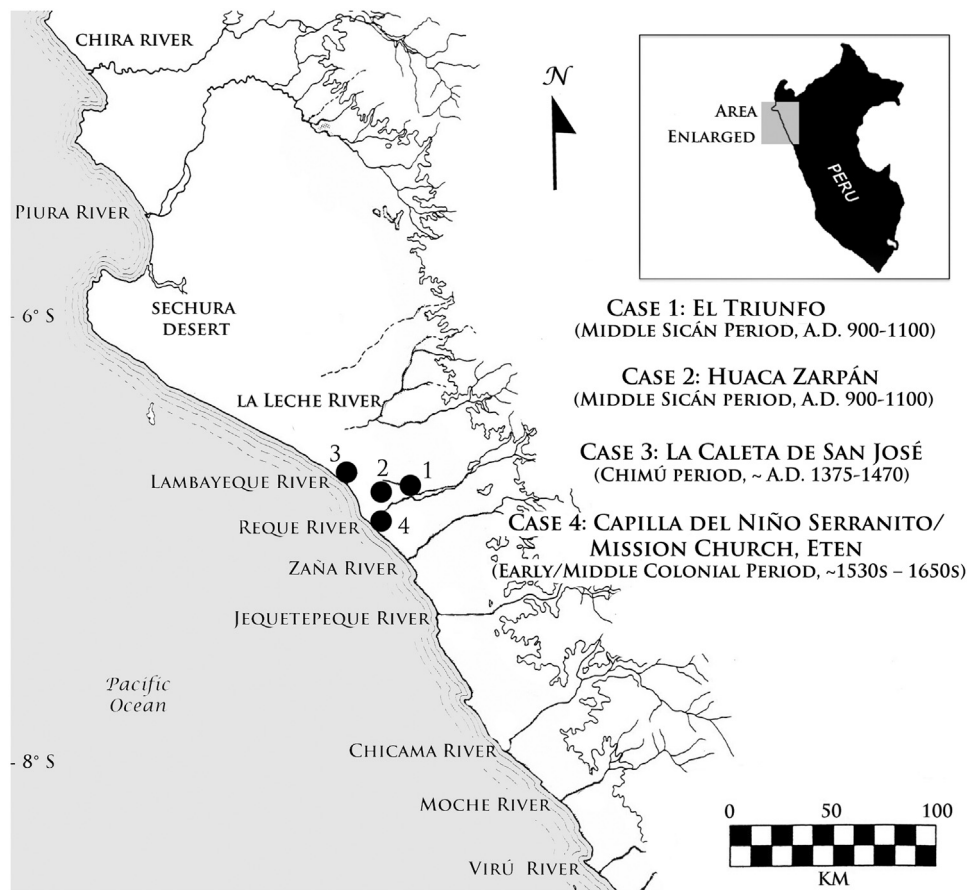 CHIRA RIVER
N
AREA
ENLARGED
PERU
PIURA RIVER
SECHURA
DESERT
- 6° S
CASE 1: EL TRIUNFO
(MIDDLE SICÁN PERIOD, A.D. 900-1100)
CASE 2: HUACA ZARPÁN
(MIDDLE SICÁN PERIOD, A.D. 900-1100)
LA LECHE RIVER
CASE 3: LA CALETA DE SAN JOSÉ
(CHIMÚ PERIOD, ~ A.D. 1375-1470)
3
2
1
LAMBAYEQUE RIVER
4
REQUE RIVER
CASE 4: CAPILLA DEL NIÑO SERRANITO/
MISSION CHURCH, ETEN
(EARLY/MIDDLE COLONIAL PERIOD, ~1530S – 1650S)
ZAÑA RIVER
JEQUETEPEQUE RIVER
Pacific
Ocean
CHICAMA RIVER
- 8° S
MOCHE RIVER
0 50 100
KM
VIRÚ RIVER